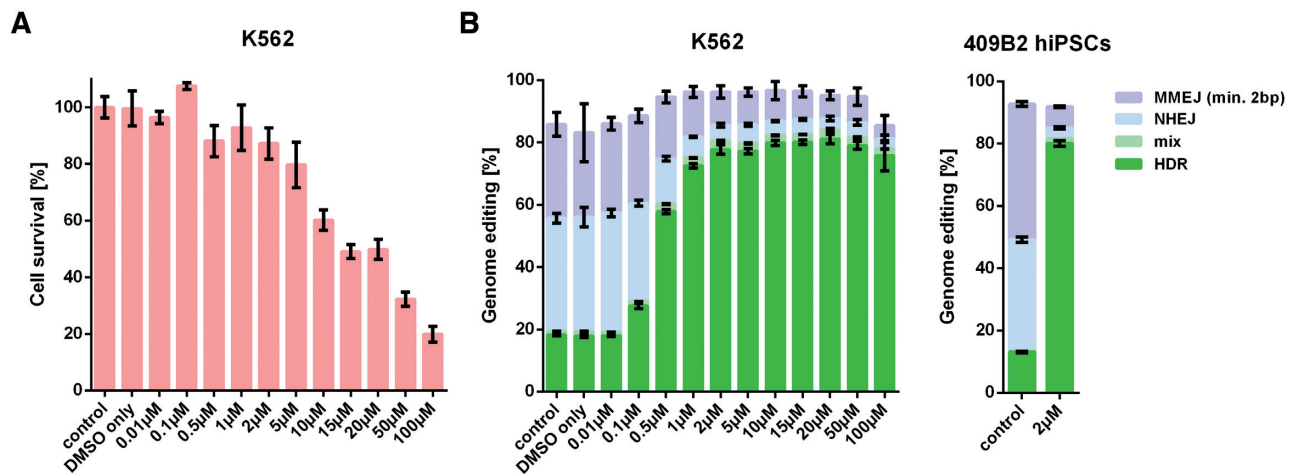 A
K562
Cell survival [%]
100
80
60
40
20
0
control
DMSO only
0.01µM
0.1µM
0.5µM
1µM
2µM
5µM
10µM
15µM
20µM
50µM
100µM
B
K562
Genome editing [%]
100
80
60
40
20
0
control
DMSO only
0.01µM
0.1µM
0.5µM
1µM
2µM
5µM
10µM
15µM
20µM
50µM
100µM
409B2 hiPSCs
Genome editing [%]
100
80
60
40
20
0
control
2µM
MMEJ (min. 2bp)
NHEJ
mix
HDR